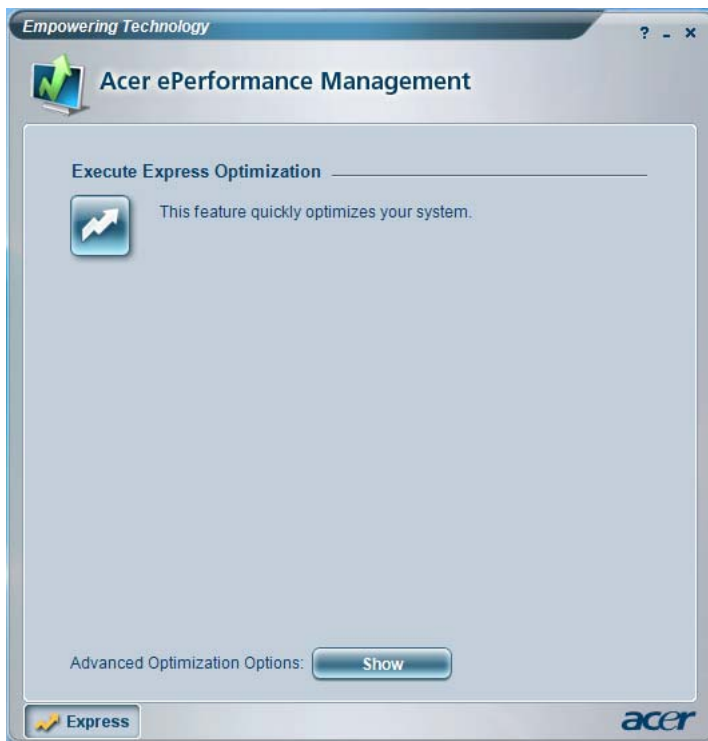 Empowering Technology
? - ×
Acer ePerformance Management
Execute Express Optimization
This feature quickly optimizes your system.
Advanced Optimization Options: Show
Express
acer